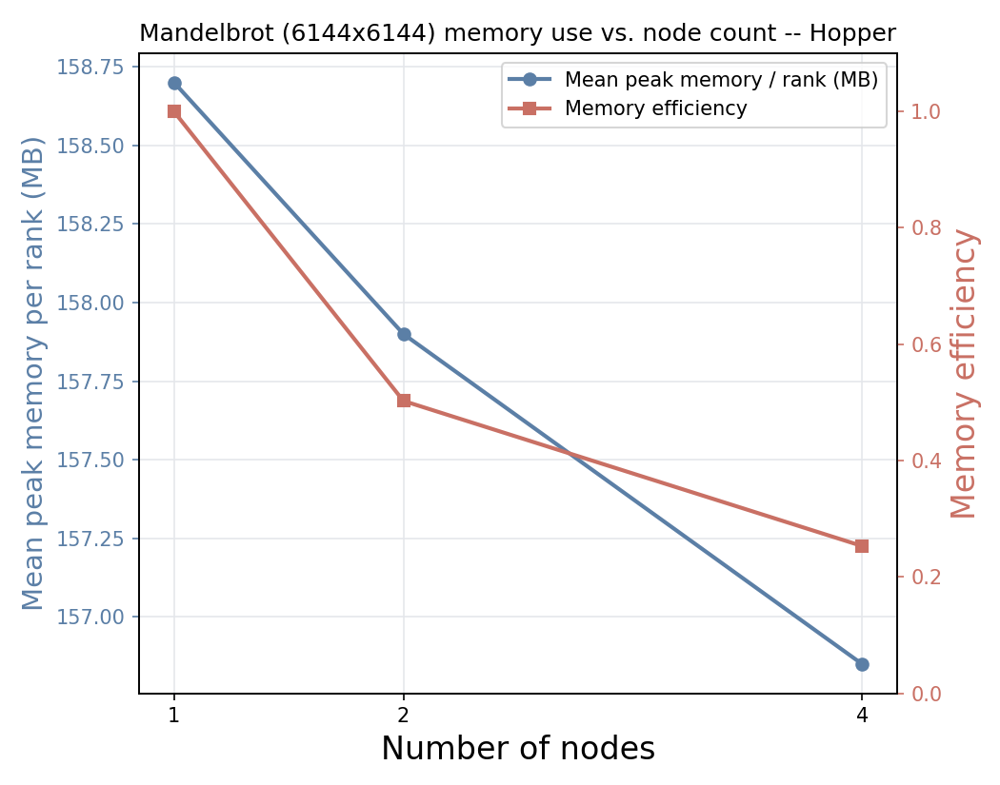 Mandelbrot (6144x6144) memory use vs. node count -- Hopper
Mean peak memory / rank (MB)
Memory efficiency
Mean peak memory per rank (MB)
158.75
158.50
158.25
158.00
157.75
157.50
157.25
157.00
1.0
0.8
0.6
0.4
0.2
0.0
Memory efficiency
1
2
4
Number of nodes